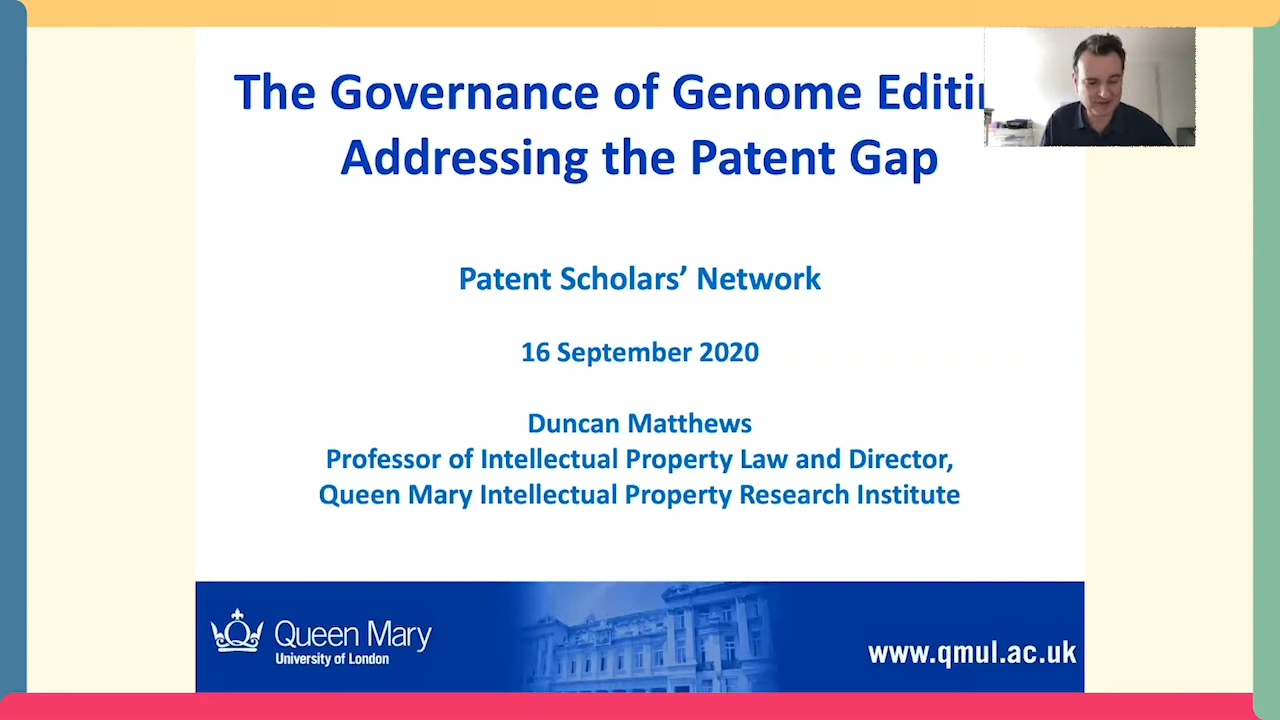 The Governance of Genome Editin
Addressing the Patent Gap
Patent Scholars’ Network
16 September 2020
Duncan Matthews
Professor of Intellectual Property Law and Director,
Queen Mary Intellectual Property Research Institute
Queen Mary
University of London
www.qmul.ac.uk